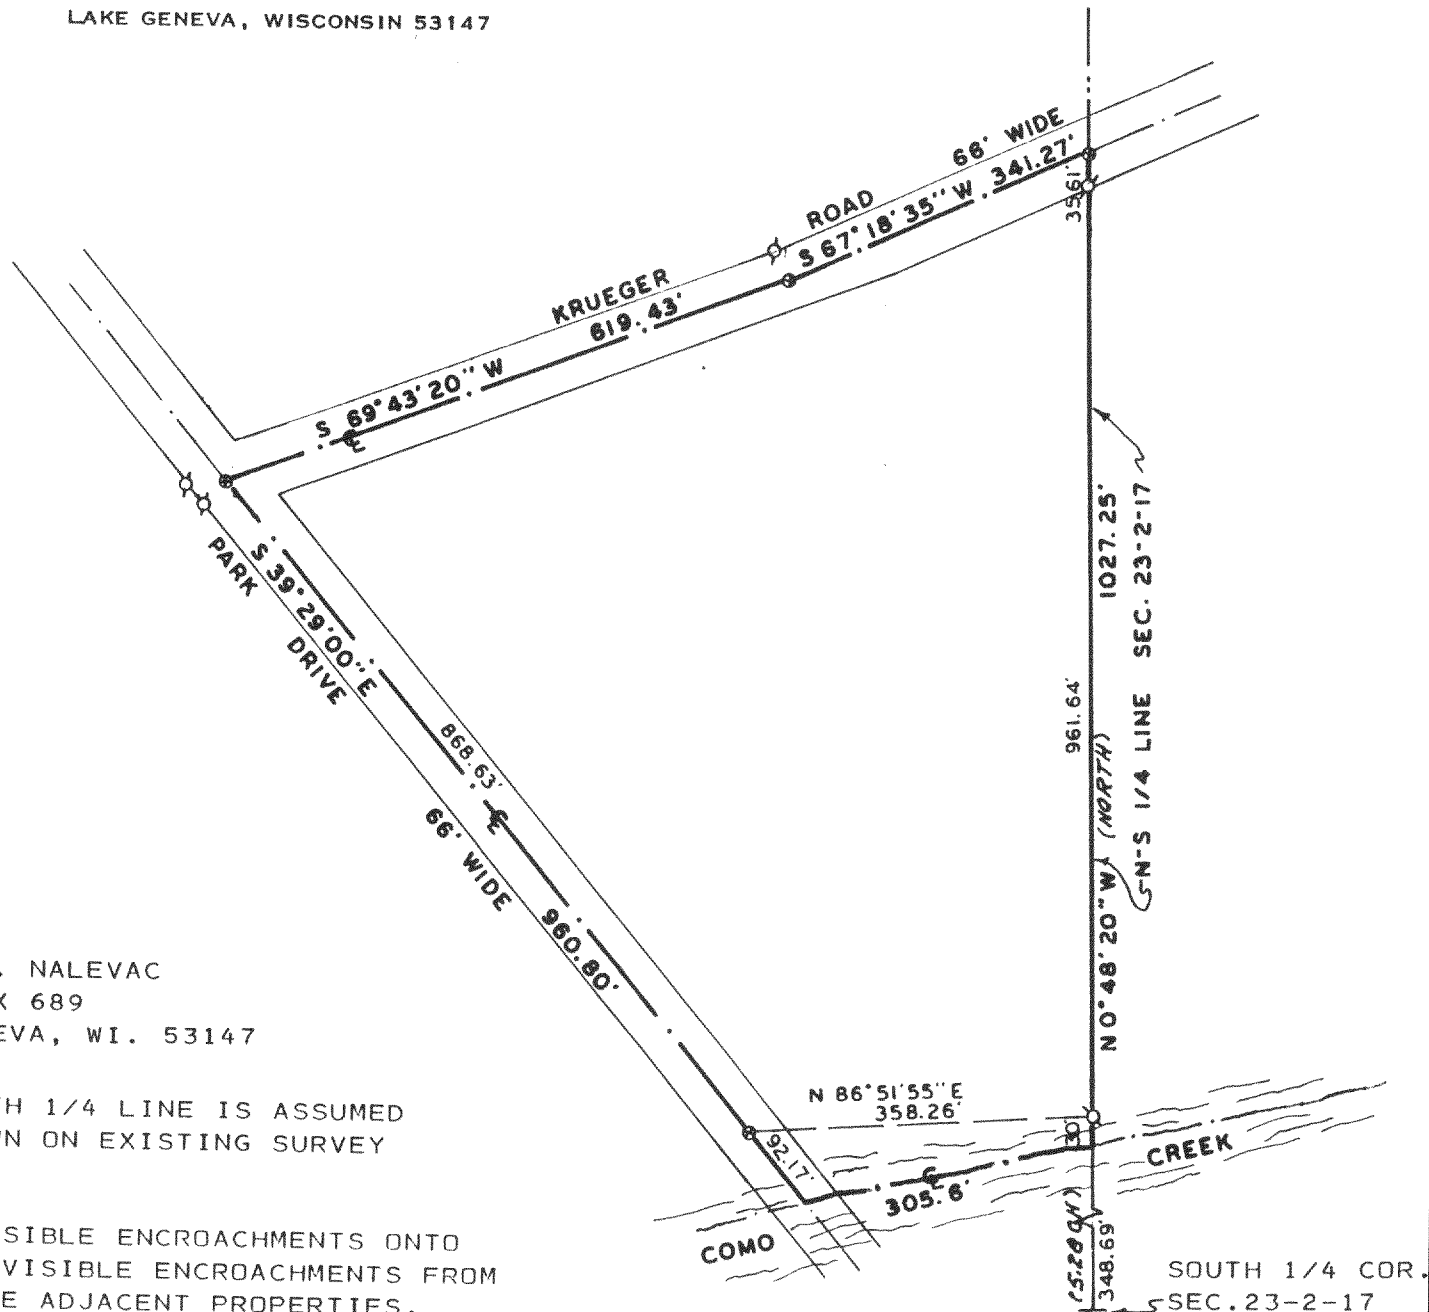 LAKE GENEVA, WISCONSIN 53147
66' WIDE
341.27'
ROAD
S 67° 18' 35" W
35.61'
KRUEGER
619.43'
S 69° 43' 20" W
PARK
DRIVE
S 39° 29' 00" E
868.63'
66' WIDE
960.80'
1027.25'
N-S 1/4 LINE SEC. 23-2-17
961.64'
N 0° 48' 20" W (NORTH)
. NALEVAC
X 689
EVA, WI. 53147
TH 1/4 LINE IS ASSUMED
WN ON EXISTING SURVEY
N 86° 51' 55" E
358.26'
92.17'
30'
CREEK
305.6'
COMO
348.69'
SISIBLE ENCROACHMENTS ONTO
VISIBLE ENCROACHMENTS FROM
E ADJACENT PROPERTIES.
SOUTH 1/4 COR.
SEC.23-2-17